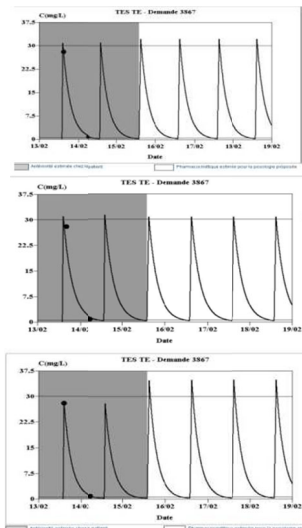 TES TE - Demande 3867
C(mg/L)
37.5
30
22.5
15
7.5
0
13/02 14/02 15/02 16/02 17/02 18/02 19/02
Date
Pharmacocinétique estimée pour la posologie proposée
TES TE - Demande 3867
C(mg/L)
37.5
30
22.5
15
7.5
0
13/02 14/02 15/02 16/02 17/02 18/02 19/02
Date
TES TE - Demande 3867
C(mg/L)
37.5
30
22.5
15
7.5
0
13/02 14/02 15/02 16/02 17/02 18/02 19/02
Date